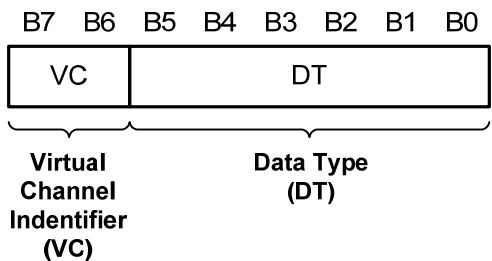 B7 B6 B5 B4 B3 B2 B1 B0
VC DT
Virtual
Channel
Indentifier
(VC)
Data Type
(DT)